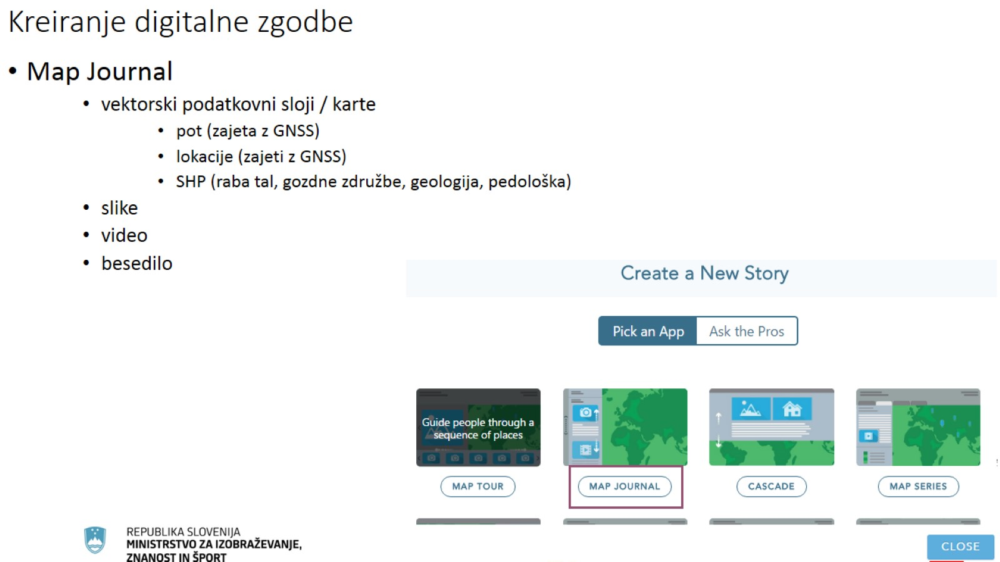 Kreiranje digitalne zgodbe
• Map Journal
• vektorski podatkovni sloji / karte
• pot (zajeta z GNSS)
• lokacije (zajeti z GNSS)
• SHP (raba tal, gozdne združbe, geologija, pedološka)
• slike
• video
• besedilo
Create a New Story
Pick an App
Ask the Pros
Guide people through a
sequence of places
MAP TOUR
MAP JOURNAL
CASCADE
MAP SERIES
REPUBLIKA SLOVENIJA
MINISTRSTVO ZA IZOBRAŽEVANJE,
ZNANOST IN ŠPORT
CLOSE